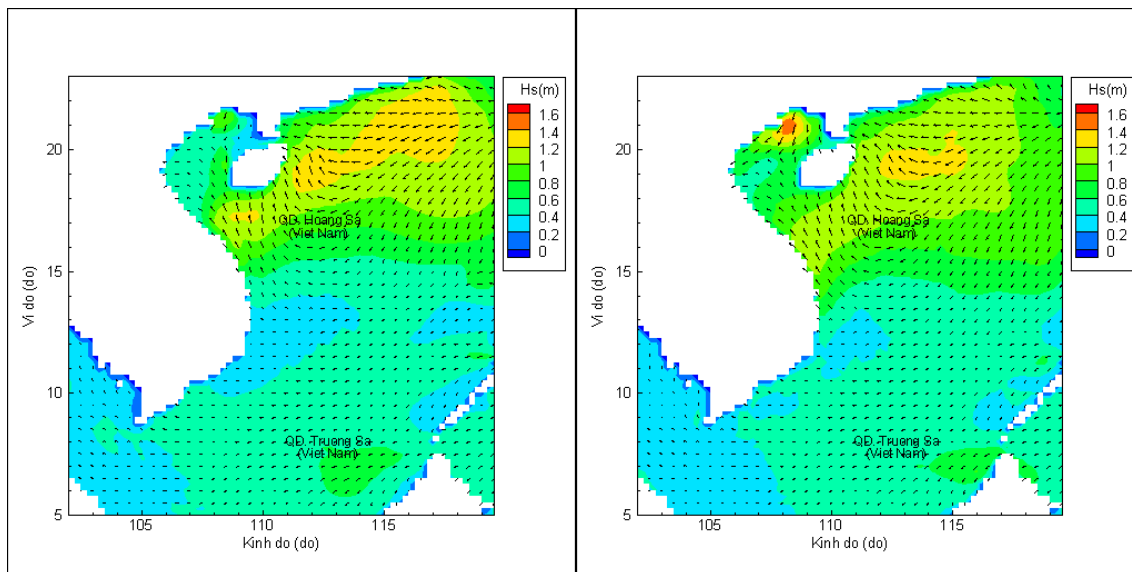 Hs(m)
1.6
1.4
1.2
1
0.8
0.6
0.4
0.2
0
20
15
10
5
Vi do (do)
QD. Hoang Sa
(Viet Nam)
QD. Truong Sa
(Viet Nam)
105
110
115
Kinh do (do)
Hs(m)
1.6
1.4
1.2
1
0.8
0.6
0.4
0.2
0
20
15
10
5
Vi do (do)
QD. Hoang Sa
(Viet Nam)
QD. Truong Sa
(Viet Nam)
105
110
115
Kinh do (do)